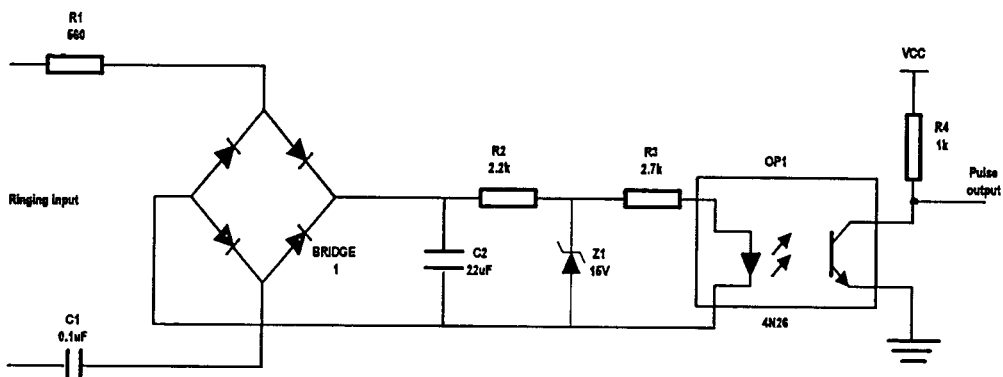 R1
560
VCC
R4
1k
R2
2.2k
R3
2.7k
OP1
Pulse
output
Ringing input
BRIDGE
1
C2
22uF
Z1
15V
C1
0.1uF
4N26